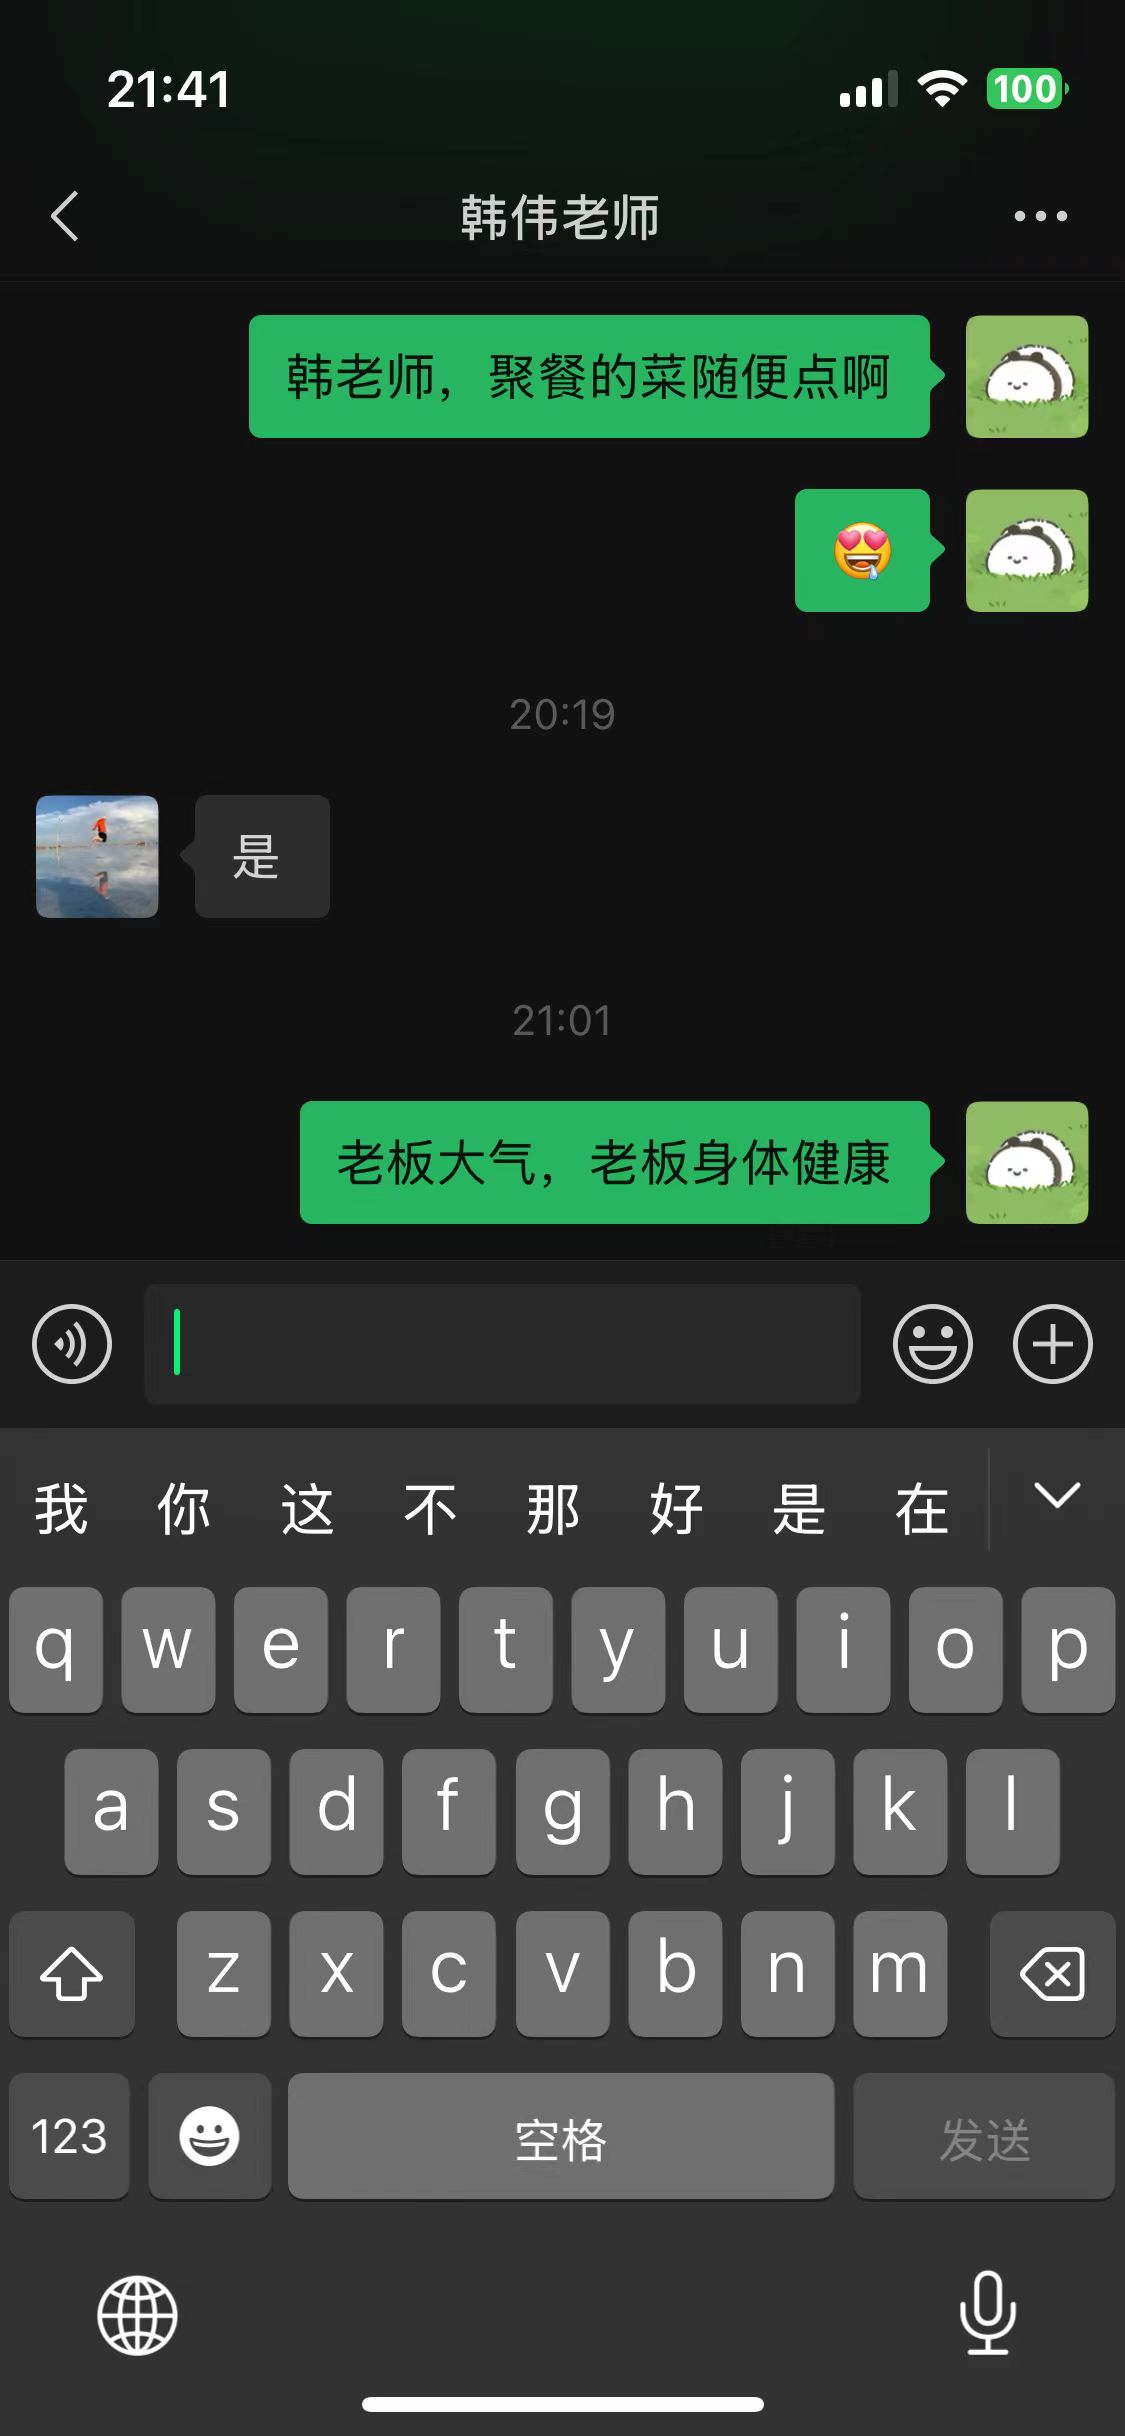 21:41
100
韩伟老师
韩老师，聚餐的菜随便点啊
🤤
20:19
是
21:01
老板大气，老板身体健康
我 你 这 不 那 好 是 在
q w e r t y u i o p
a s d f g h j k l
z x c v b n m
123 空格 发送